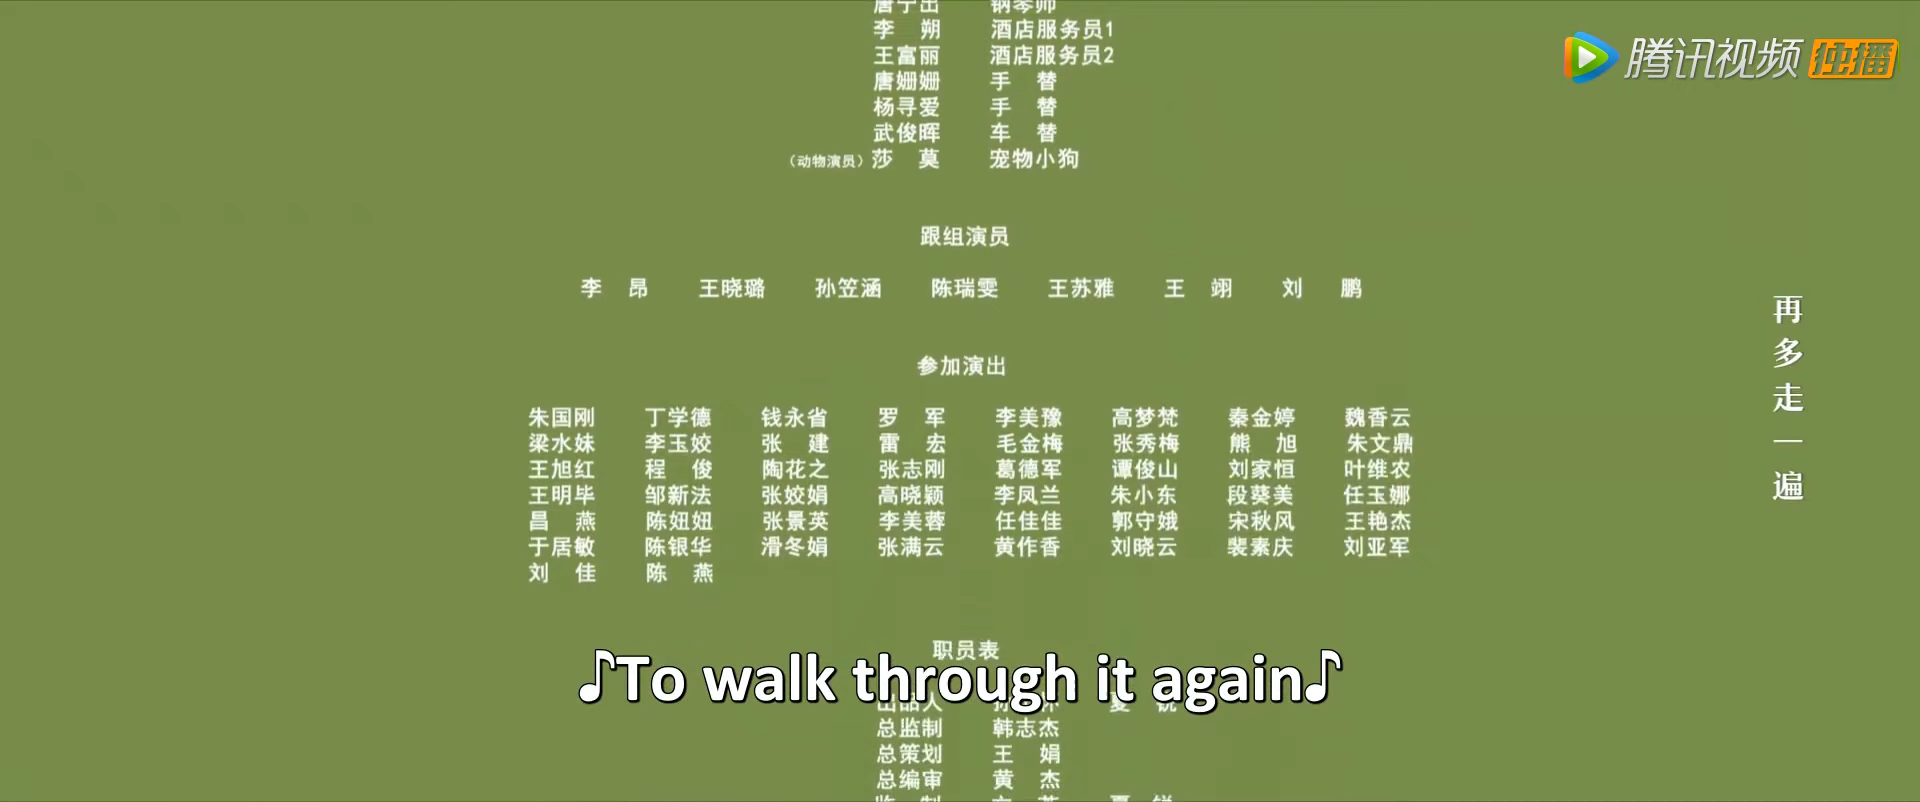 唐宁出 钢琴师
李 朔 酒店服务员1
王富丽 酒店服务员2
唐姗姗 手 替
杨寻爱 手 替
武俊晖 车 替
（动物演员）莎 莫 宠物小狗
腾讯视频 独播
跟组演员
李 昂 王晓璐 孙笠涵 陈瑞雯 王苏雅 王 翊 刘 鹏
参加演出
朱国刚 丁学德 钱永省 罗 军 李美豫 高梦梵 秦金婷 魏香云
梁水妹 李玉姣 张 建 雷 宏 毛金梅 张秀梅 熊 旭 朱文鼎
王旭红 程 俊 陶花之 张志刚 葛德军 谭俊山 刘家恒 叶维农
王明毕 邹新法 张姣娟 高晓颖 李凤兰 朱小东 段葵美 任玉娜
昌 燕 陈妞妞 张景英 李美蓉 任佳佳 郭守娥 宋秋风 王艳杰
于居敏 陈银华 滑冬娟 张满云 黄作香 刘晓云 裴素庆 刘亚军
刘 佳 陈 燕
再多走一遍
职员表
♪To walk through it again♪
出品人
总监制 韩志杰
总策划 王 娟
总编审 黄 杰